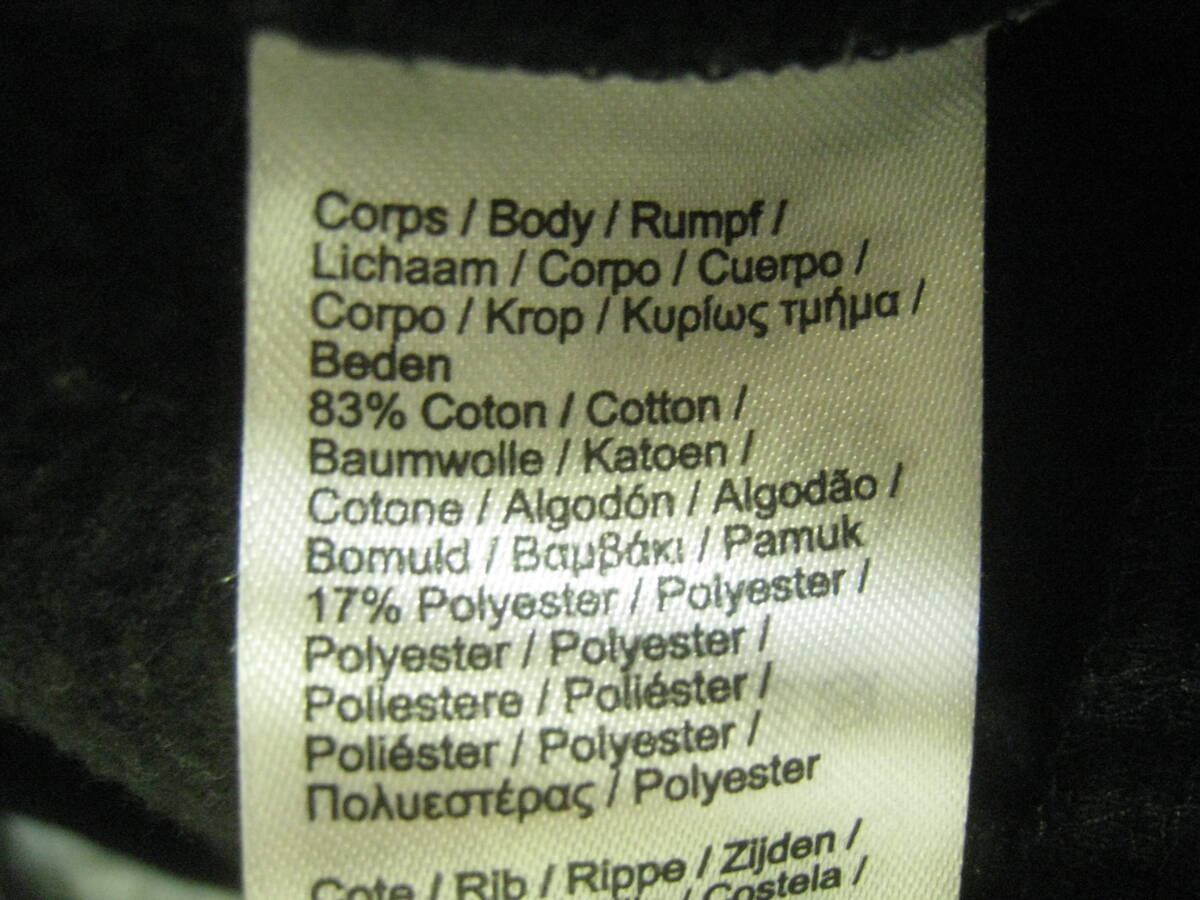 Corps / Body / Rumpf /
Lichaam / Corpo / Cuerpo /
Corpo / Krop / Κυρίως τμήμα /
Beden
83% Coton / Cotton /
Baumwolle / Katoen /
Cotone / Algodón / Algodão /
Bomuld / Βαμβάκι / Pamuk
17% Polyester / Polyester /
Polyester / Polyester /
Poliestere / Poliéster /
Poliéster / Polyester /
Πολυεστέρας / Polyester
Cote / Rib / Rippe / Zijden /
/ Costela /